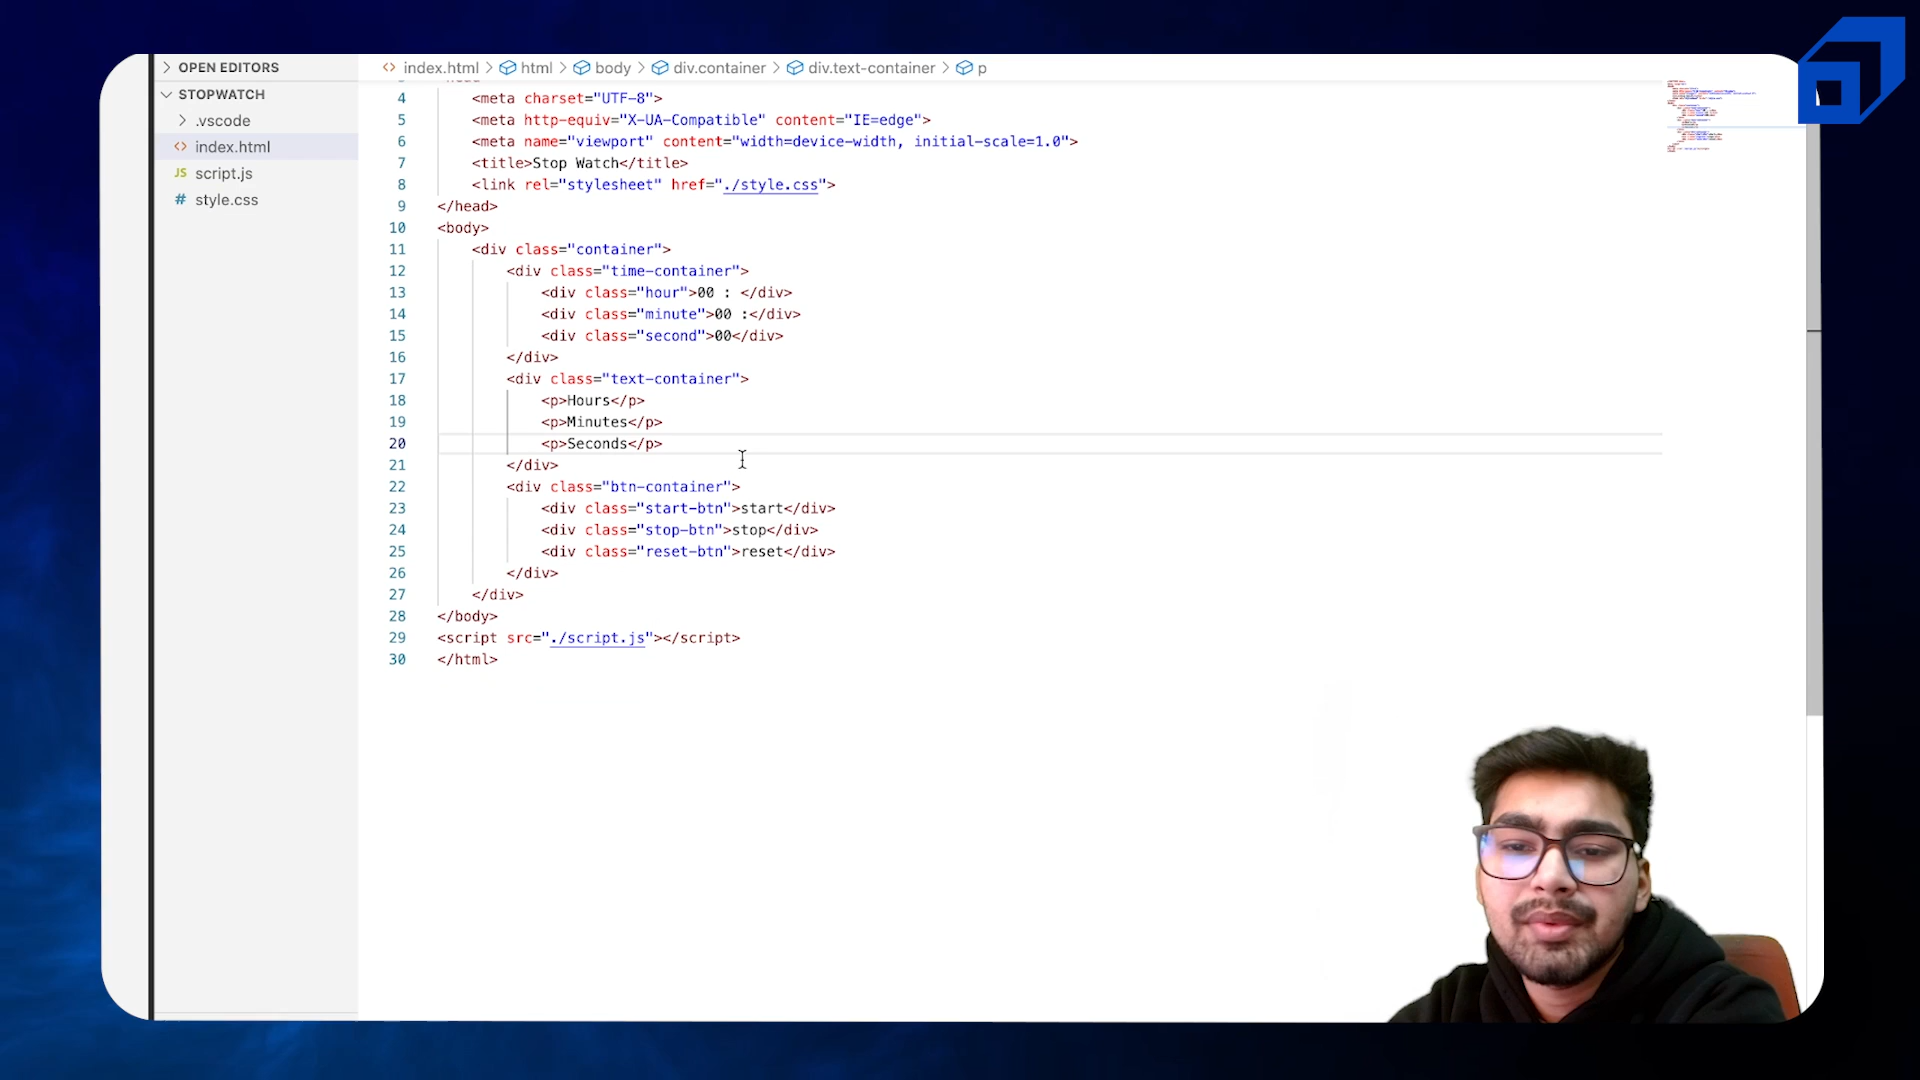 OPEN EDITORS
STOPWATCH
.vscode
index.html
JS script.js
# style.css
<> index.html > html > body > div.container > div.text-container > p
4 <meta charset="UTF-8">
5 <meta http-equiv="X-UA-Compatible" content="IE=edge">
6 <meta name="viewport" content="width=device-width, initial-scale=1.0">
7 <title>Stop Watch</title>
8 <link rel="stylesheet" href="./style.css">
9 </head>
10 <body>
11 <div class="container">
12 <div class="time-container">
13 <div class="hour">00 : </div>
14 <div class="minute">00 :</div>
15 <div class="second">00</div>
16 </div>
17 <div class="text-container">
18 <p>Hours</p>
19 <p>Minutes</p>
20 <p>Seconds</p>
21 </div>
22 <div class="btn-container">
23 <div class="start-btn">start</div>
24 <div class="stop-btn">stop</div>
25 <div class="reset-btn">reset</div>
26 </div>
27 </div>
28 </body>
29 <script src="./script.js"></script>
30 </html>